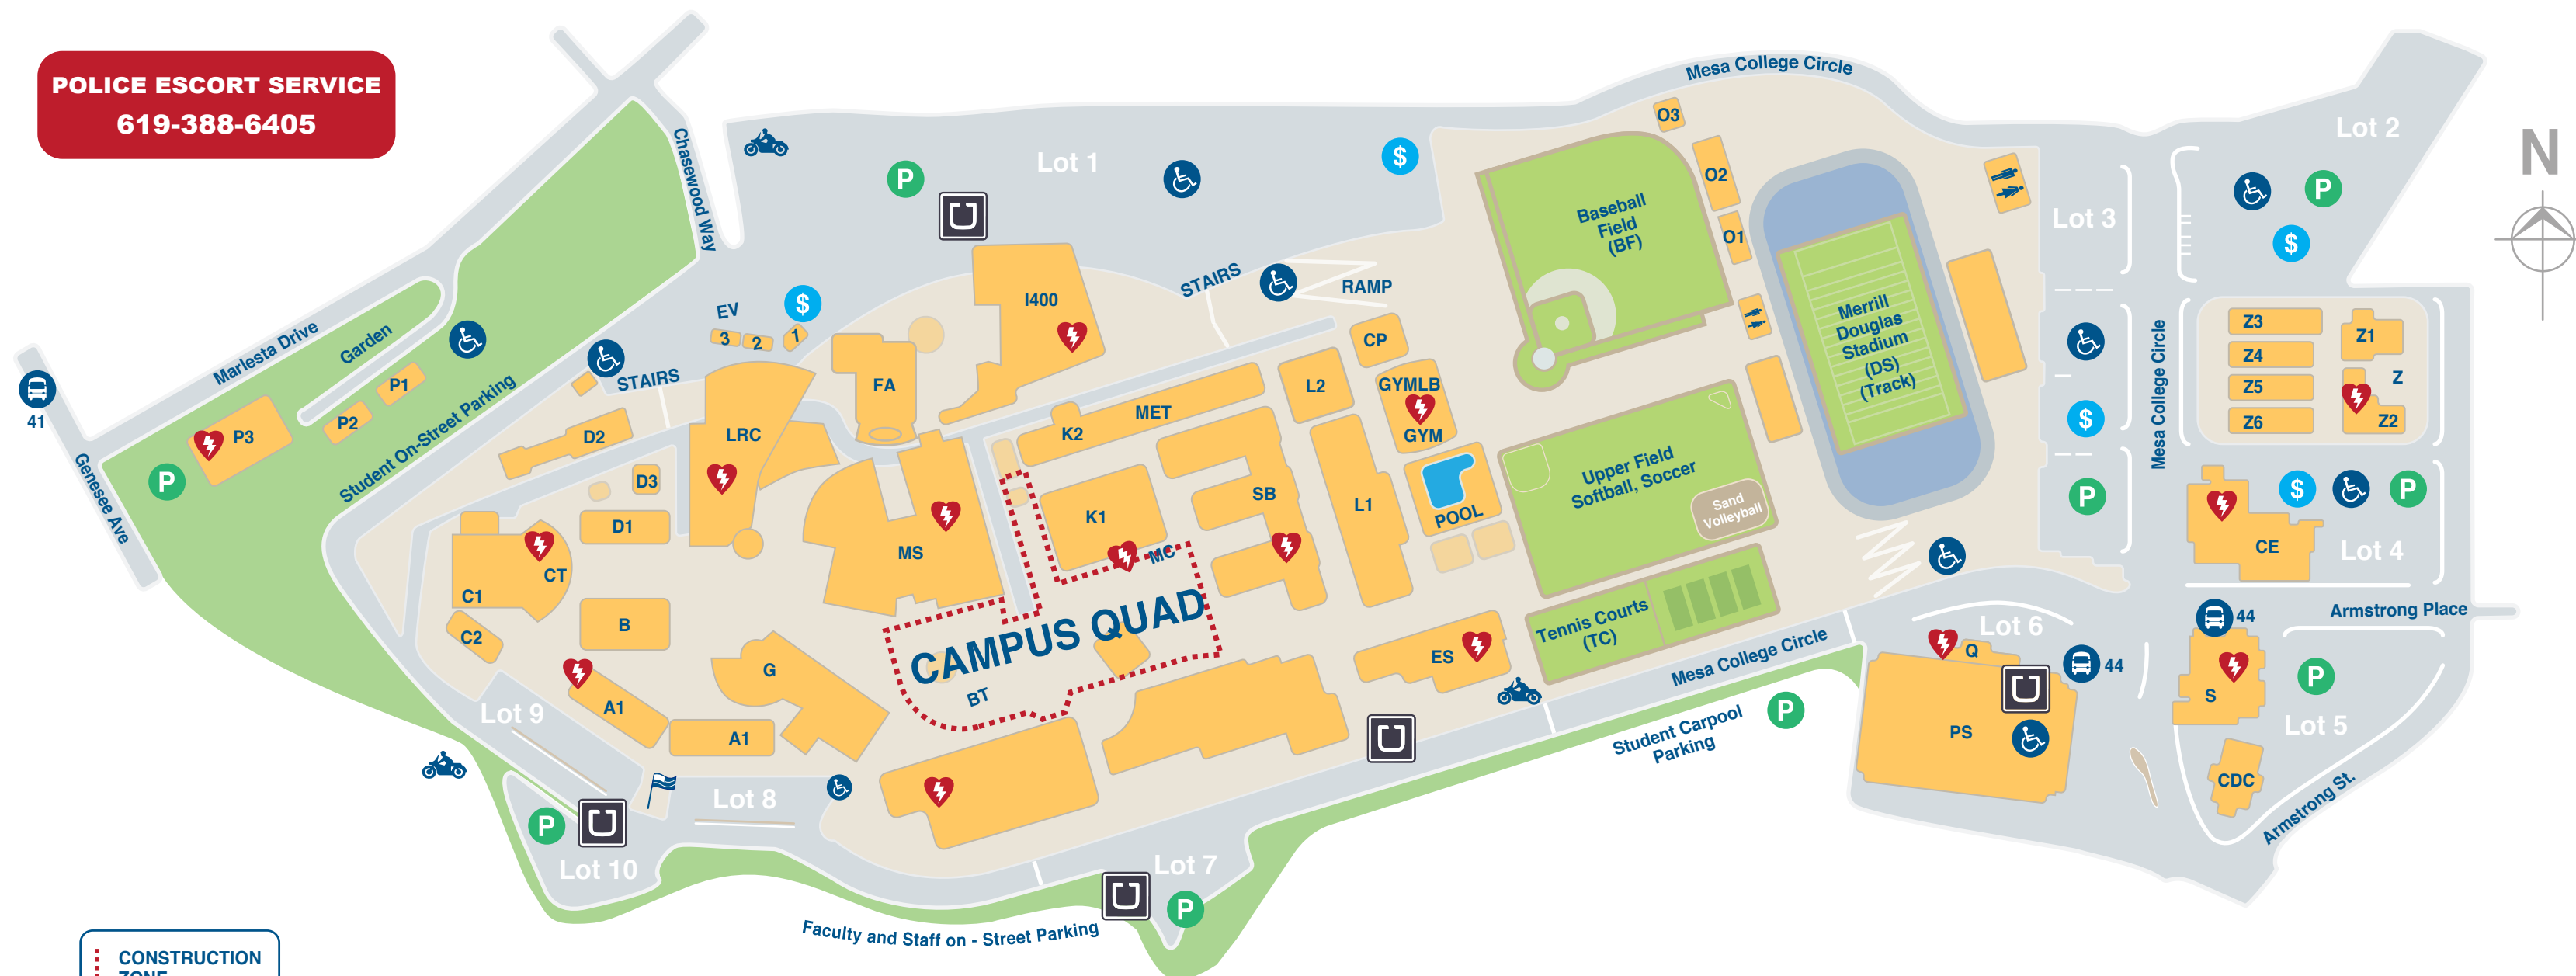 POLICE ESCORT SERVICE
619-388-6405
Mesa College Circle
Lot 1
Lot 2
N
Chasewood Way
P
$
O3
O2
O1
Baseball
Field
(BF)
Lot 3
P
$
STAIRS
RAMP
I400
EV
3
2
1
$
Marlesta Drive
Garden
P1
P2
P3
P
41
Genesee Ave
Student On-Street Parking
STAIRS
FA
CP
L2
GYMLB
GYM
MET
K2
LRC
D2
D3
D1
Merrill
Douglas
Stadium
(DS)
(Track)
Mesa College Circle
$
P
Z3
Z4
Z5
Z6
Z1
Z
Z2
Upper Field
Softball, Soccer
Sand
Volleyball
POOL
L1
SB
K1
MC
MS
CT
C1
C2
B
G
A1
A1
CAMPUS QUAD
BT
ES
Tennis Courts
(TC)
Mesa College Circle
Student Carpool
Parking
P
$
P
CE
Lot 4
Armstrong Place
44
Lot 6
Q
44
PS
S
P
Lot 5
CDC
Armstrong St.
Lot 9
Lot 8
P
Lot 10
Lot 7
P
Faculty and Staff on - Street Parking
CONSTRUCTION
ZONE